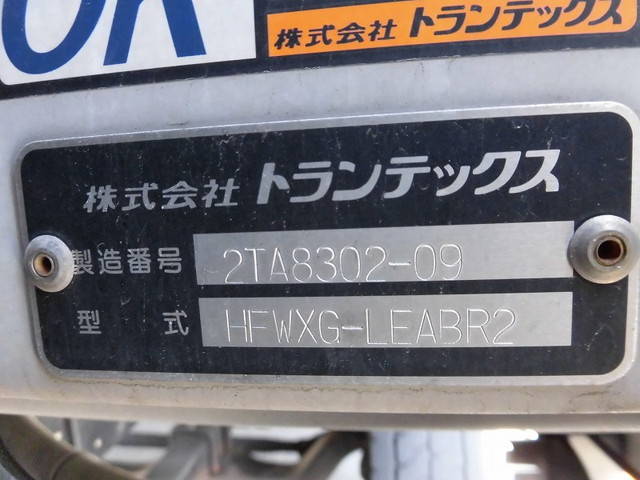 OK
株式会社 トランテックス
株式会社 トランテックス
製造番号 2TA8302-09
型式 HFWXG-LEABR2